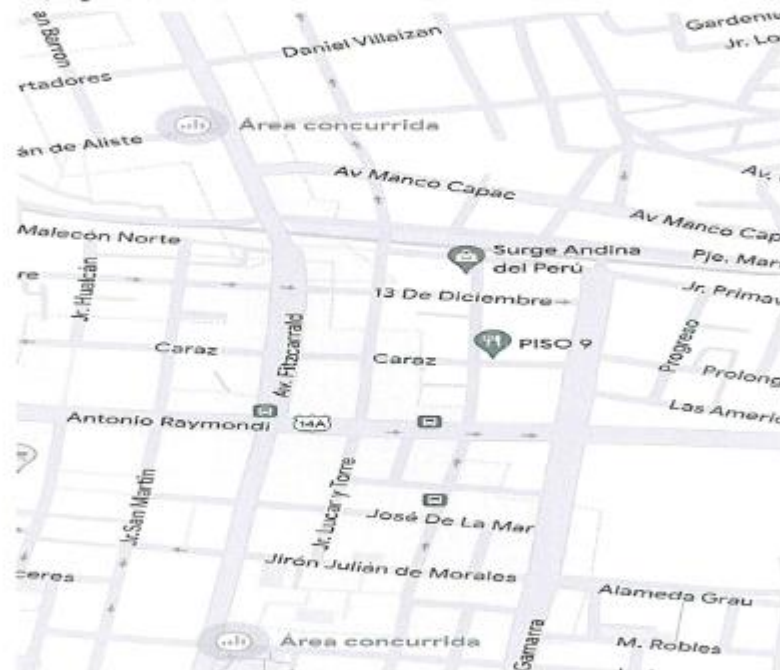 an Barron
Daniel Villaizan
Gardeni
Jr. Lo
rtadores
Área concurrida
án de Aliste
Av Manco Capac
Av.
Av Manco Cap
Malecón Norte
Surge Andina
del Perú
Pje. Mar
re
Jr. Hualcán
13 De Diciembre
Jr. Primav
Av. Fitzcarrald
Caraz
Caraz
PISO 9
Progreso
Prolong
Las Americ
Antonio Raymondi
14A
Jr. San Martín
Jr. Lucar y Torre
José De La Mar
Jirón Julián de Morales
ceres
Alameda Grau
Área concurrida
Gamarra
M. Robles